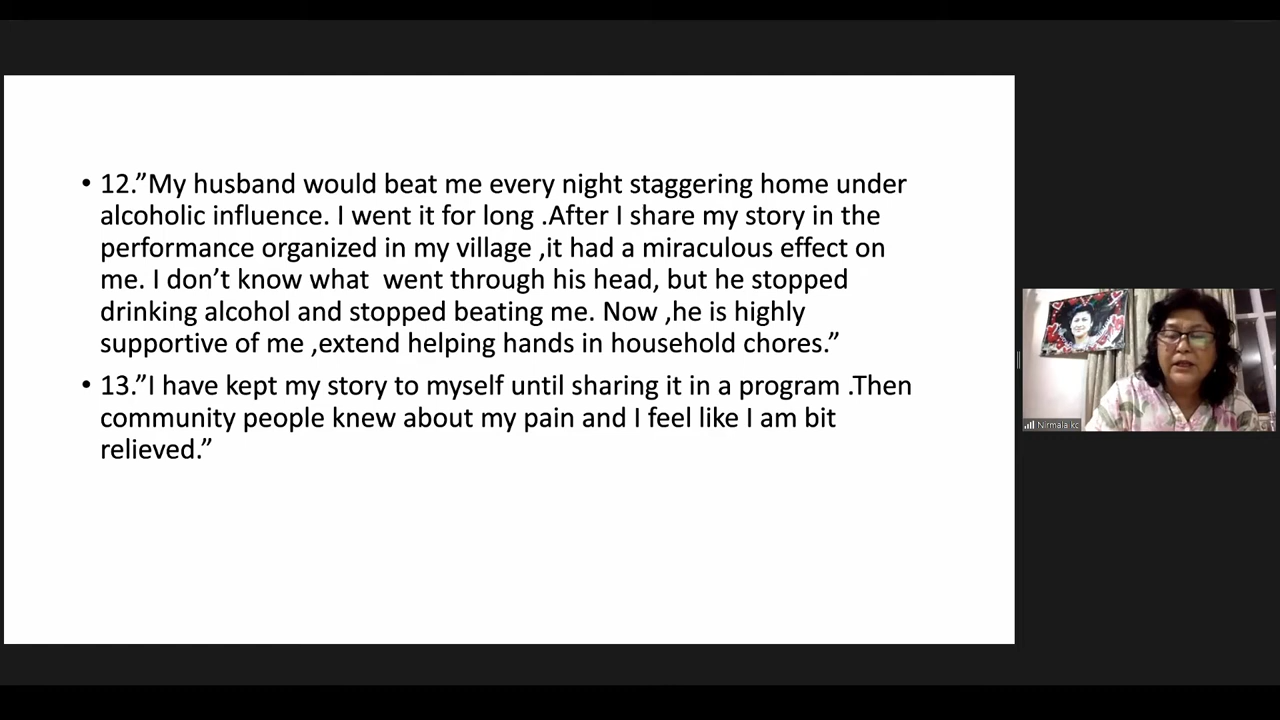 • 12.”My husband would beat me every night staggering home under
alcoholic influence. I went it for long .After I share my story in the
performance organized in my village ,it had a miraculous effect on
me. I don’t know what  went through his head, but he stopped
drinking alcohol and stopped beating me. Now ,he is highly
supportive of me ,extend helping hands in household chores.”
• 13.”I have kept my story to myself until sharing it in a program .Then
community people knew about my pain and I feel like I am bit
relieved.”
Nirmala kc